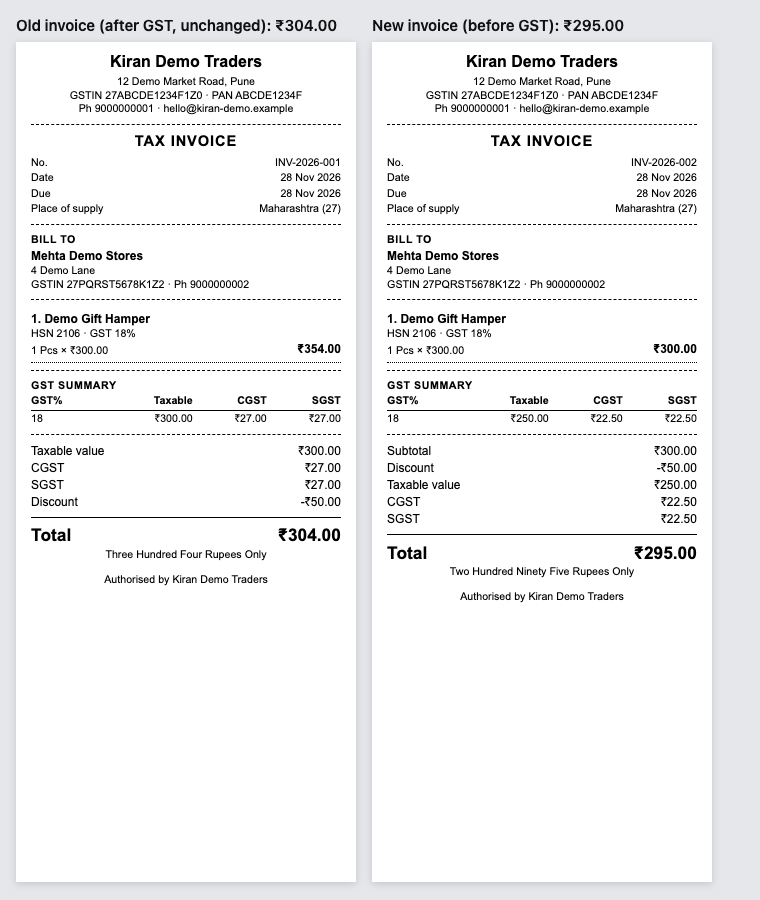 Old invoice (after GST, unchanged): ₹304.00
Kiran Demo Traders
12 Demo Market Road, Pune
GSTIN 27ABCDE1234F1Z0 · PAN ABCDE1234F
Ph 9000000001 · hello@kiran-demo.example
TAX INVOICE
No. INV-2026-001
Date 28 Nov 2026
Due 28 Nov 2026
Place of supply Maharashtra (27)
BILL TO
Mehta Demo Stores
4 Demo Lane
GSTIN 27PQRST5678K1Z2 · Ph 9000000002
1. Demo Gift Hamper
HSN 2106 · GST 18%
1 Pcs × ₹300.00 ₹354.00
GST SUMMARY
GST% Taxable CGST SGST
18 ₹300.00 ₹27.00 ₹27.00
Taxable value ₹300.00
CGST ₹27.00
SGST ₹27.00
Discount -₹50.00
Total ₹304.00
Three Hundred Four Rupees Only
Authorised by Kiran Demo Traders
New invoice (before GST): ₹295.00
Kiran Demo Traders
12 Demo Market Road, Pune
GSTIN 27ABCDE1234F1Z0 · PAN ABCDE1234F
Ph 9000000001 · hello@kiran-demo.example
TAX INVOICE
No. INV-2026-002
Date 28 Nov 2026
Due 28 Nov 2026
Place of supply Maharashtra (27)
BILL TO
Mehta Demo Stores
4 Demo Lane
GSTIN 27PQRST5678K1Z2 · Ph 9000000002
1. Demo Gift Hamper
HSN 2106 · GST 18%
1 Pcs × ₹300.00 ₹300.00
GST SUMMARY
GST% Taxable CGST SGST
18 ₹250.00 ₹22.50 ₹22.50
Subtotal ₹300.00
Discount -₹50.00
Taxable value ₹250.00
CGST ₹22.50
SGST ₹22.50
Total ₹295.00
Two Hundred Ninety Five Rupees Only
Authorised by Kiran Demo Traders